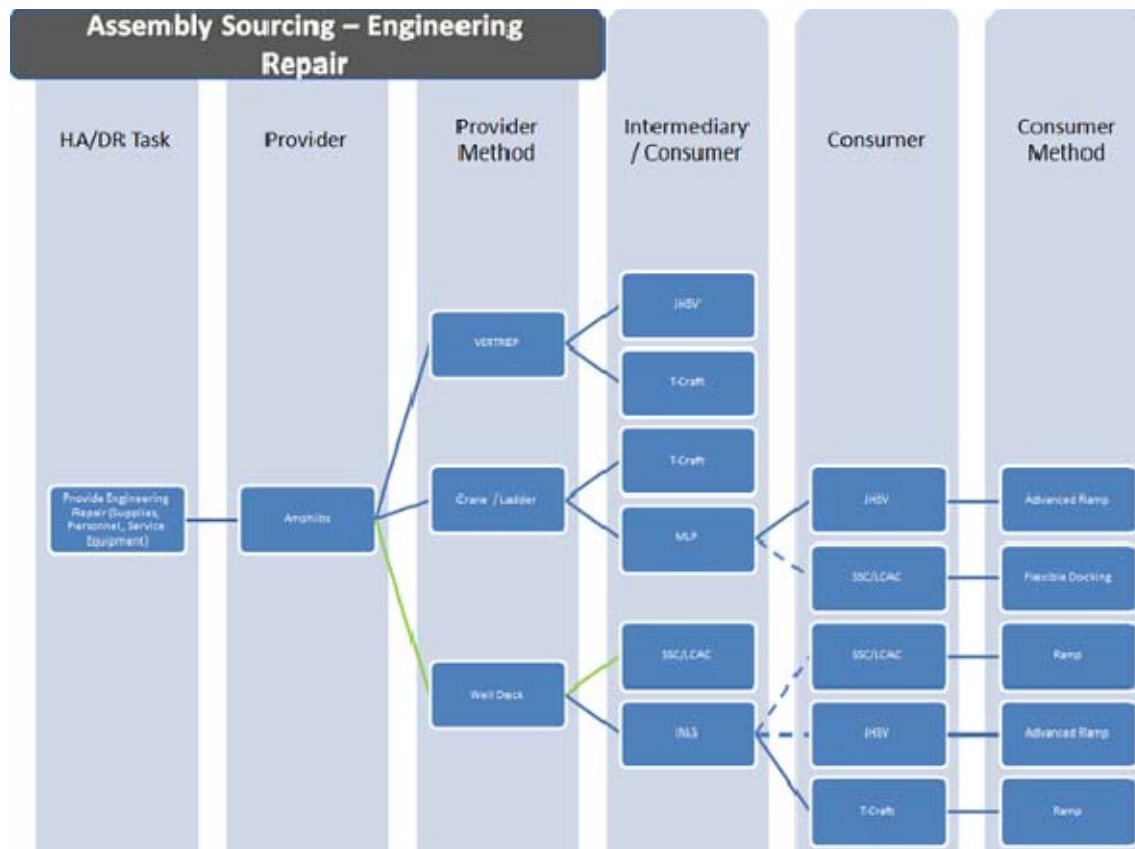 Assembly Sourcing – Engineering
Repair
HA/DR Task
Provider
Provider
Method
Intermediary
/ Consumer
Consumer
Consumer
Method
JHSV
VERTREP
T-Craft
T-Craft
Provide Engineering
Repair (Supplies,
Personnel, Service
Equipment)
Amphibs
Crane / Ladder
JHSV
Advanced Ramp
MLP
SSC/LCAC
Flexible Docking
SSC/LCAC
SSC/LCAC
Ramp
Well Deck
INLS
JHSV
Advanced Ramp
T-Craft
Ramp